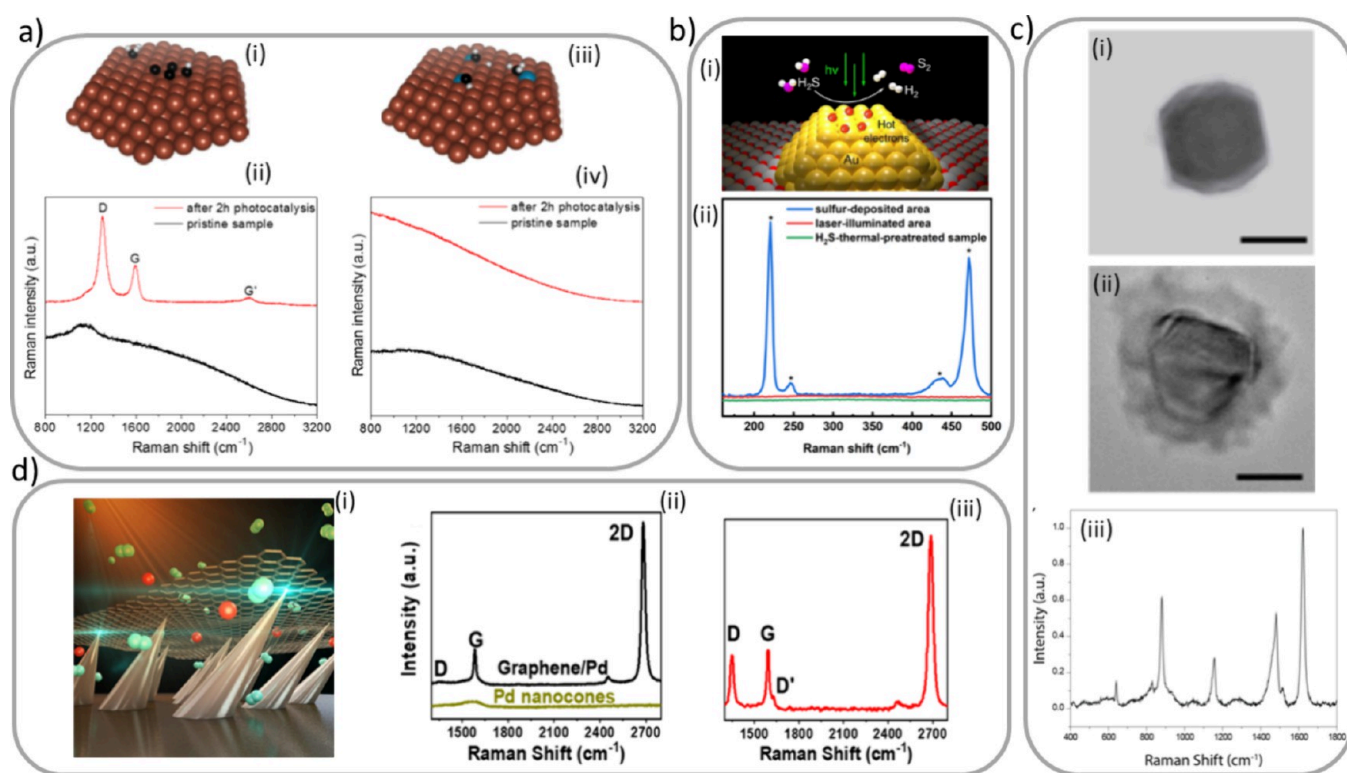 a)
(i)
(iii)
(ii)
D
G
G'
after 2h photocatalysis
pristine sample
Raman intensity (a.u.)
800 1200 1600 2000 2400 2800 3200
Raman shift (cm⁻¹)
(iv)
after 2h photocatalysis
pristine sample
Raman intensity (a.u.)
800 1200 1600 2000 2400 2800 3200
Raman shift (cm⁻¹)
b)
(i)
hν
H₂S
S₂
H₂
Hot
electrons
Au
(ii)
sulfur-deposited area
laser-illuminated area
H₂S-thermal-preatreated sample
* * * *
Raman intensity (a.u.)
200 250 300 350 400 450 500
Raman shift (cm⁻¹)
c)
(i)
(ii)
(iii)
Intensity (a.u.)
1.0
0.8
0.6
0.4
0.2
0.0
400 600 800 1000 1200 1400 1600 1800
Raman Shift (cm⁻¹)
d)
(i)
(ii)
2D
G
D
Graphene/Pd
Pd nanocones
Intensity (a.u.)
1500 1800 2100 2400 2700
Raman Shift (cm⁻¹)
(iii)
2D
D
G
D'
1500 1800 2100 2400 2700
Raman Shift (cm⁻¹)